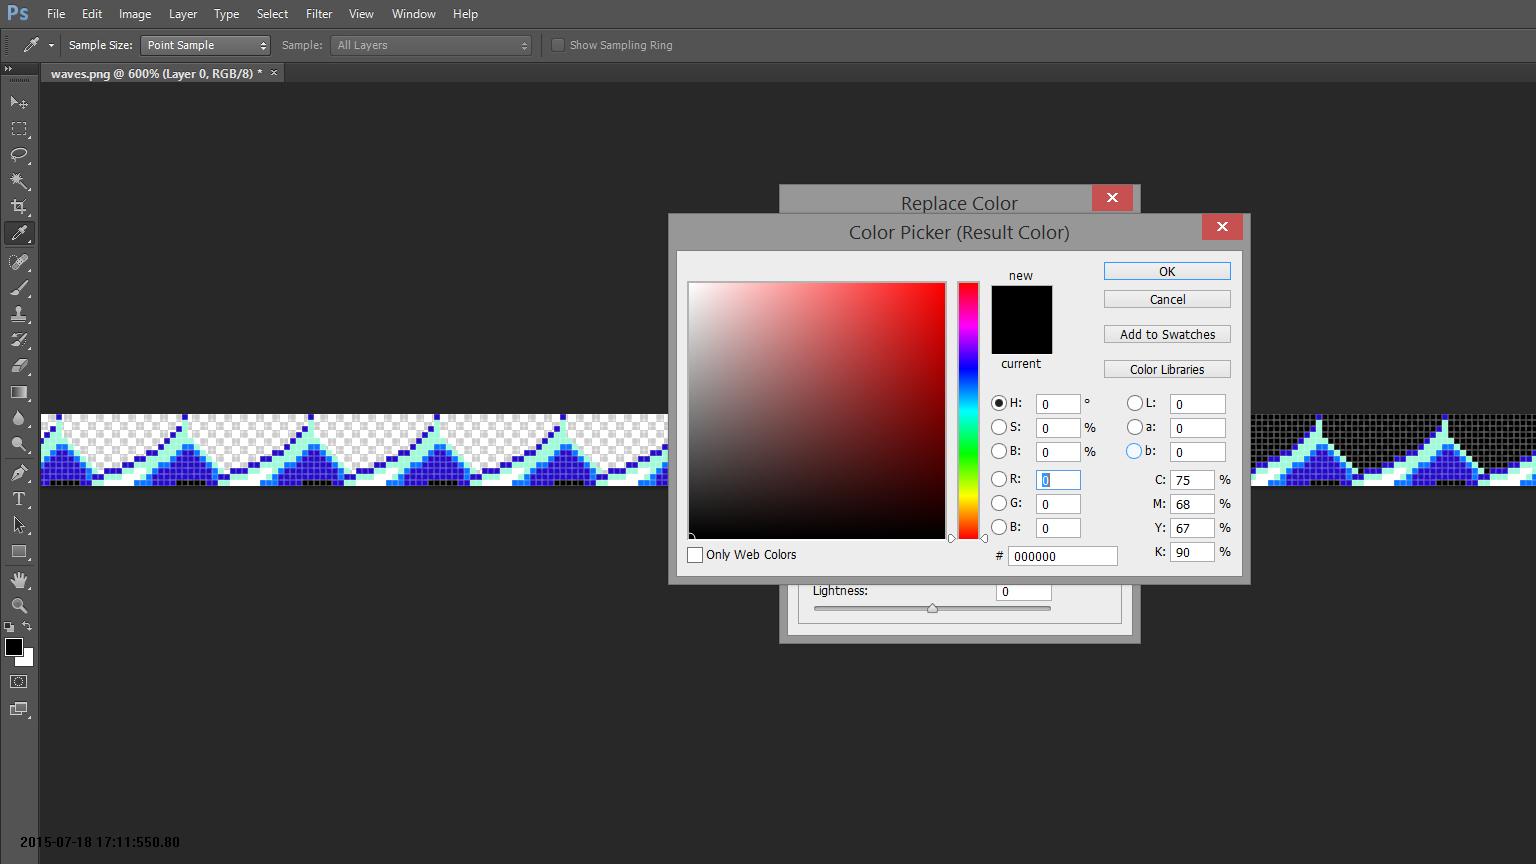 Ps File Edit Image Layer Type Select Filter View Window Help
Sample Size: Point Sample Sample: All Layers Show Sampling Ring
waves.png @ 600% (Layer 0, RGB/8) * ×
Replace Color
Color Picker (Result Color)
new
current
OK
Cancel
Add to Swatches
Color Libraries
H: 0 ° L: 0
S: 0 % a: 0
B: 0 % b: 0
R: 0 C: 75 %
G: 0 M: 68 %
B: 0 Y: 67 %
# 000000 K: 90 %
Only Web Colors
Lightness: 0
T
2015-07-18 17:11:550.80